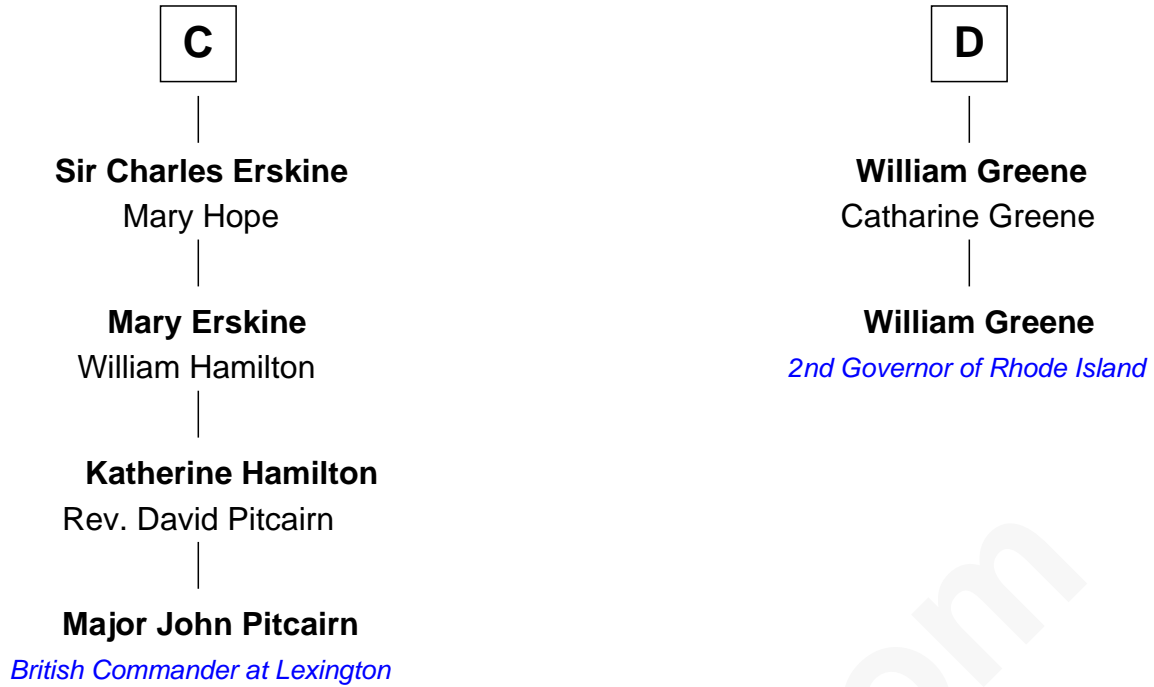 C
Sir Charles Erskine
Mary Hope
Mary Erskine
William Hamilton
Katherine Hamilton
Rev. David Pitcairn
Major John Pitcairn
British Commander at Lexington
D
William Greene
Catharine Greene
William Greene
2nd Governor of Rhode Island
om